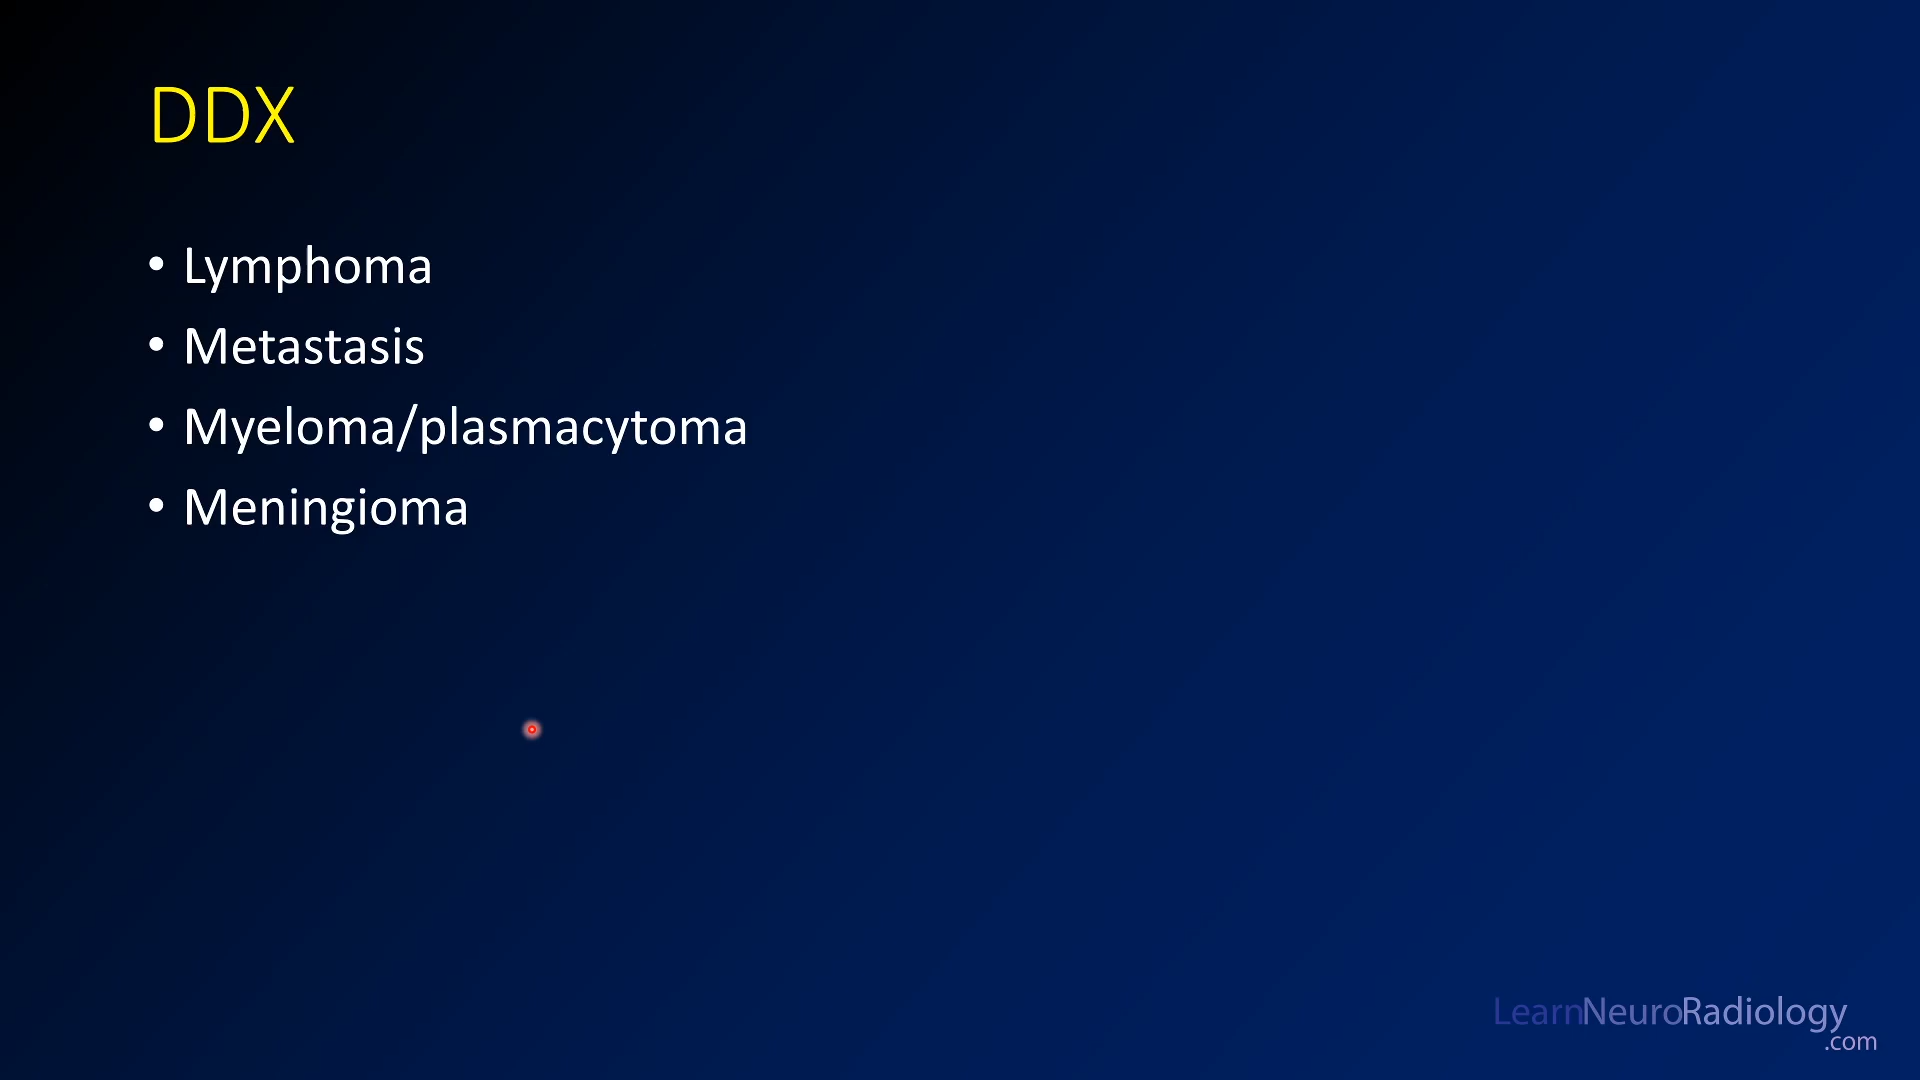 DDX
• Lymphoma
• Metastasis
• Myeloma/plasmacytoma
• Meningioma
LearnNeuroRadiology
.com